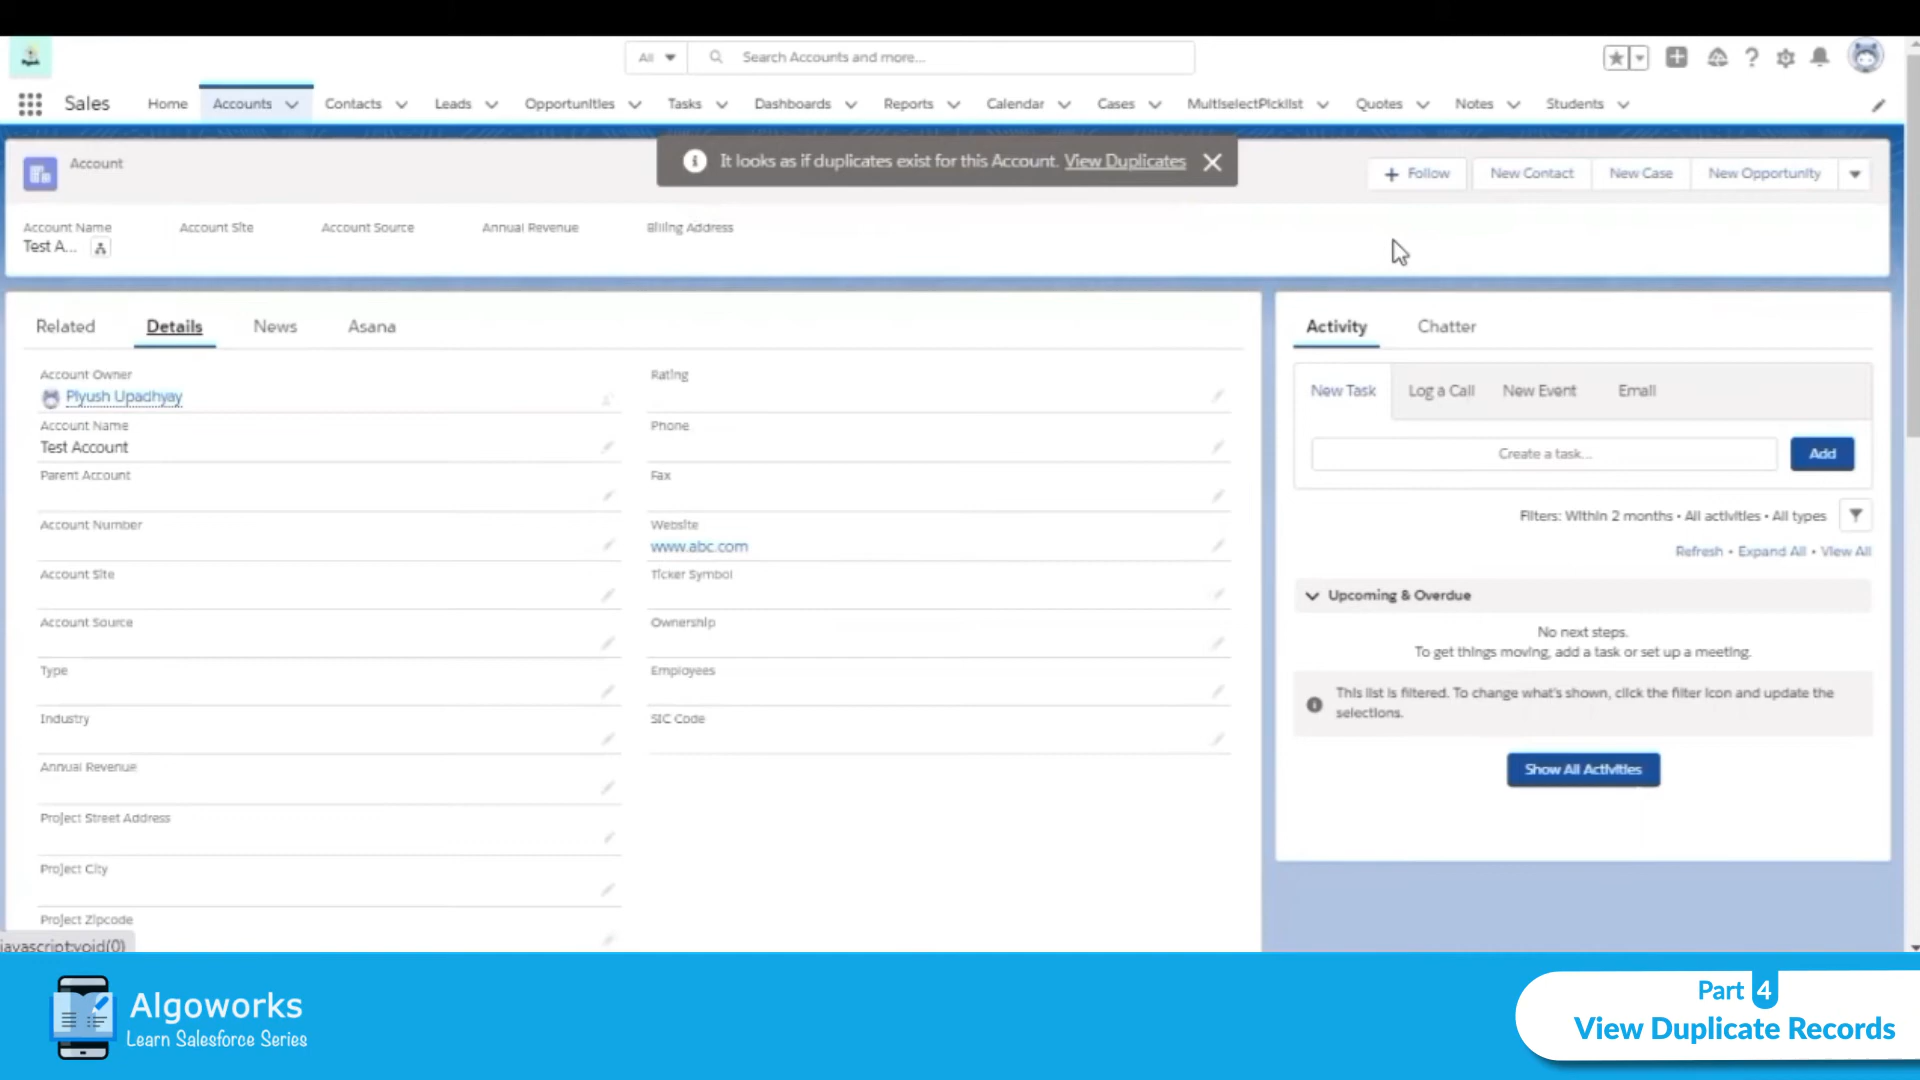 All
Search Accounts and more...
Sales
Home
Accounts
Contacts
Leads
Opportunities
Tasks
Dashboards
Reports
Calendar
Cases
MultiselectPicklist
Quotes
Notes
Students
Account
It looks as if duplicates exist for this Account. View Duplicates
+ Follow
New Contact
New Case
New Opportunity
Account Name
Account Site
Account Source
Annual Revenue
Billing Address
Test A...
Related
Details
News
Asana
Account Owner
Piyush Upadhyay
Account Name
Test Account
Parent Account
Account Number
Account Site
Account Source
Type
Industry
Annual Revenue
Project Street Address
Project City
Project Zipcode
Rating
Phone
Fax
Website
www.abc.com
Ticker Symbol
Ownership
Employees
SIC Code
Activity
Chatter
New Task
Log a Call
New Event
Email
Create a task...
Add
Filters: Within 2 months • All activities • All types
Refresh • Expand All • View All
Upcoming & Overdue
No next steps.
To get things moving, add a task or set up a meeting.
This list is filtered. To change what's shown, click the filter icon and update the
selections.
Show All Activities
javascript:void(0)
Algoworks
Learn Salesforce Series
Part 4
View Duplicate Records